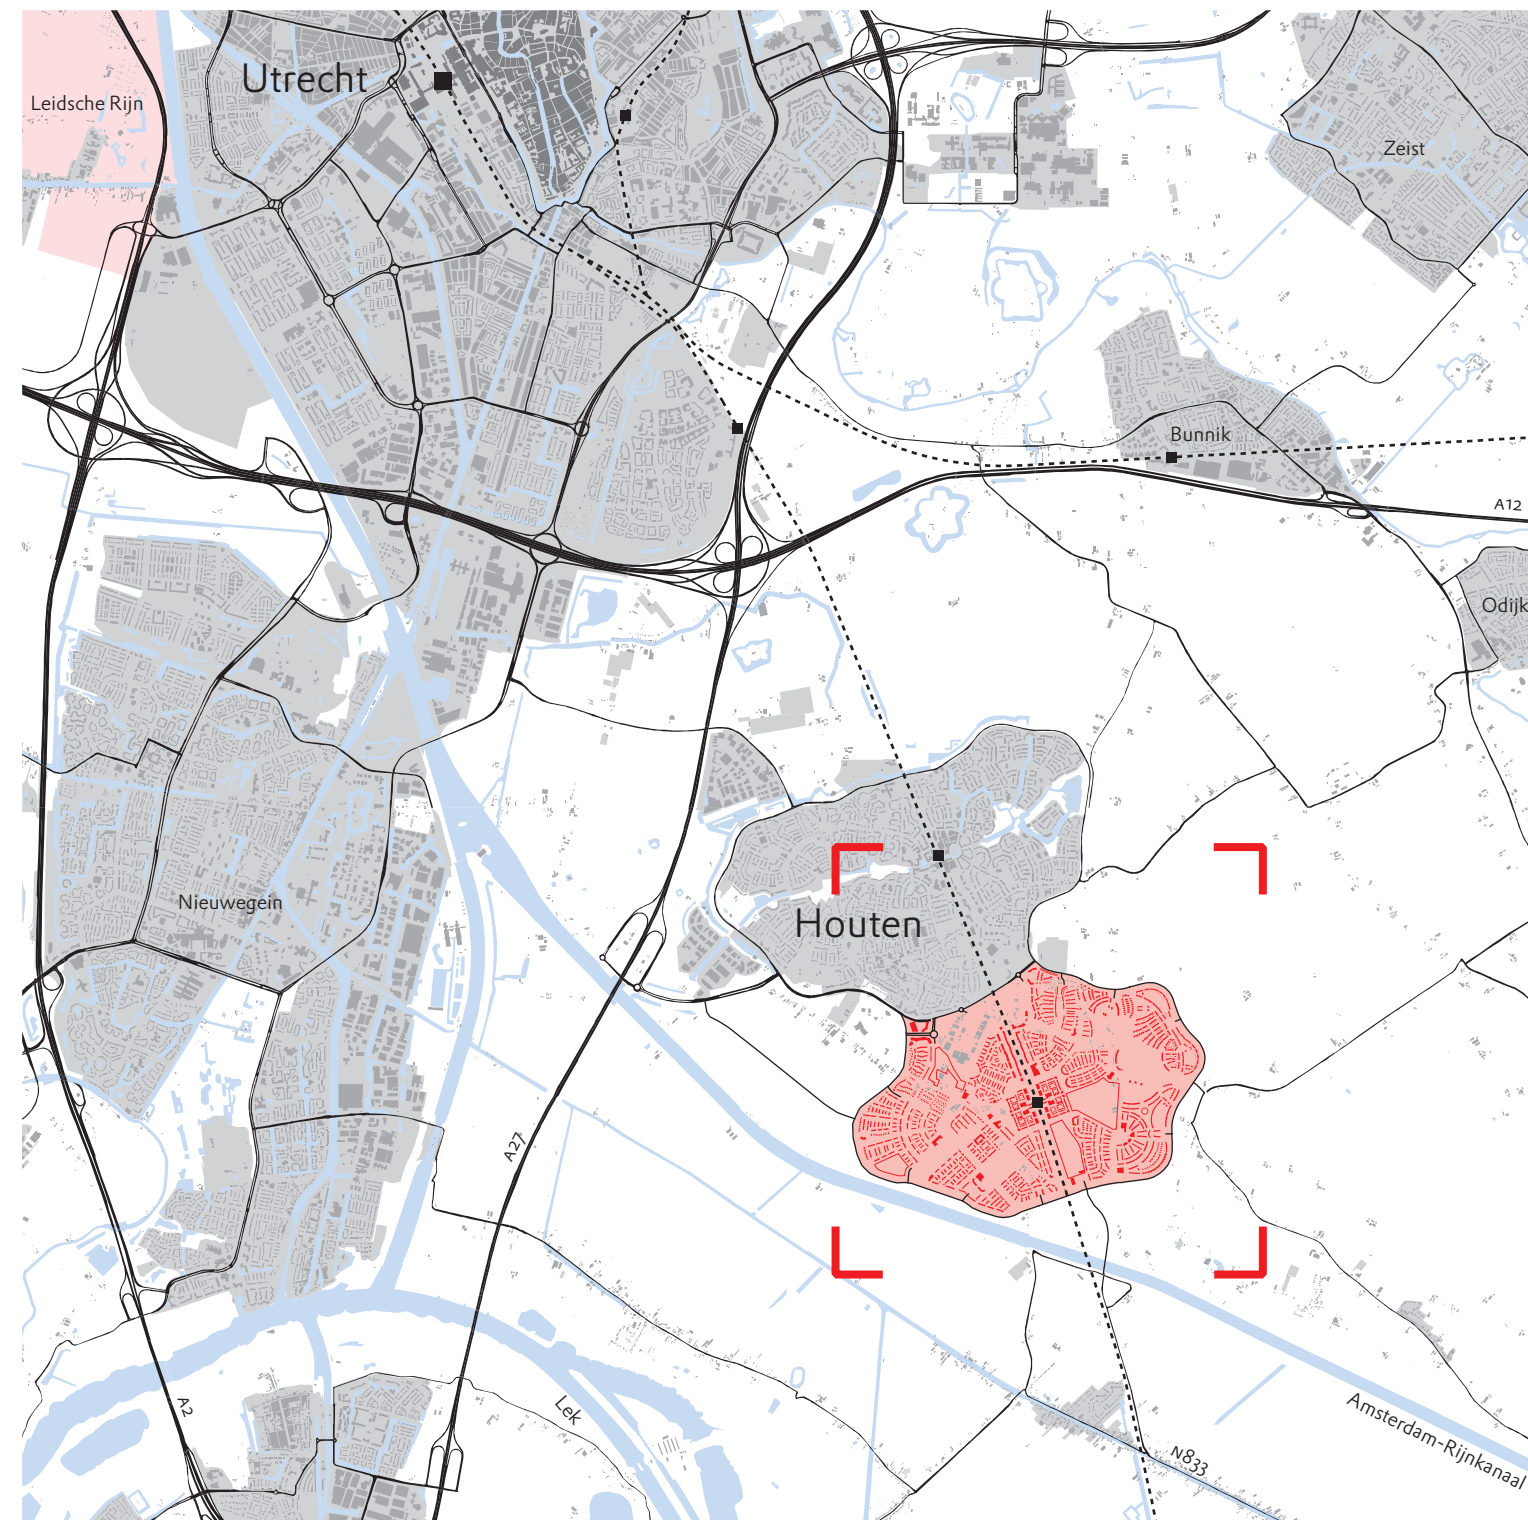 Utrecht
Leidsche Rijn
Zeist
Bunnik
A12
Odijk
Nieuwegein
Houten
A27
A2
Lek
N833
Amsterdam-Rijnkanaal